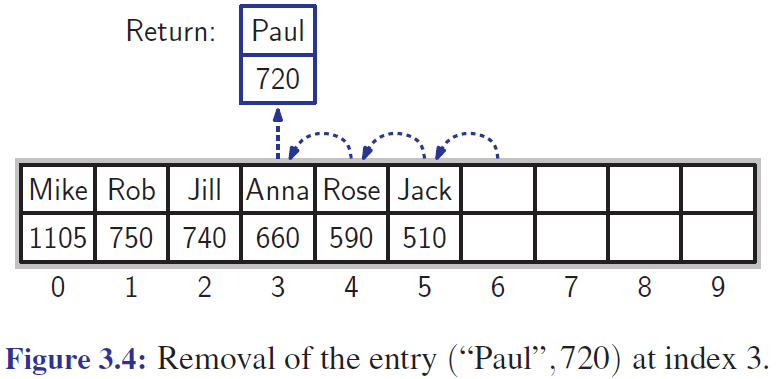 Return: Paul
720
Mike Rob Jill Anna Rose Jack
1105 750 740 660 590 510
0 1 2 3 4 5 6 7 8 9
Figure 3.4: Removal of the entry (“Paul”,720) at index 3.